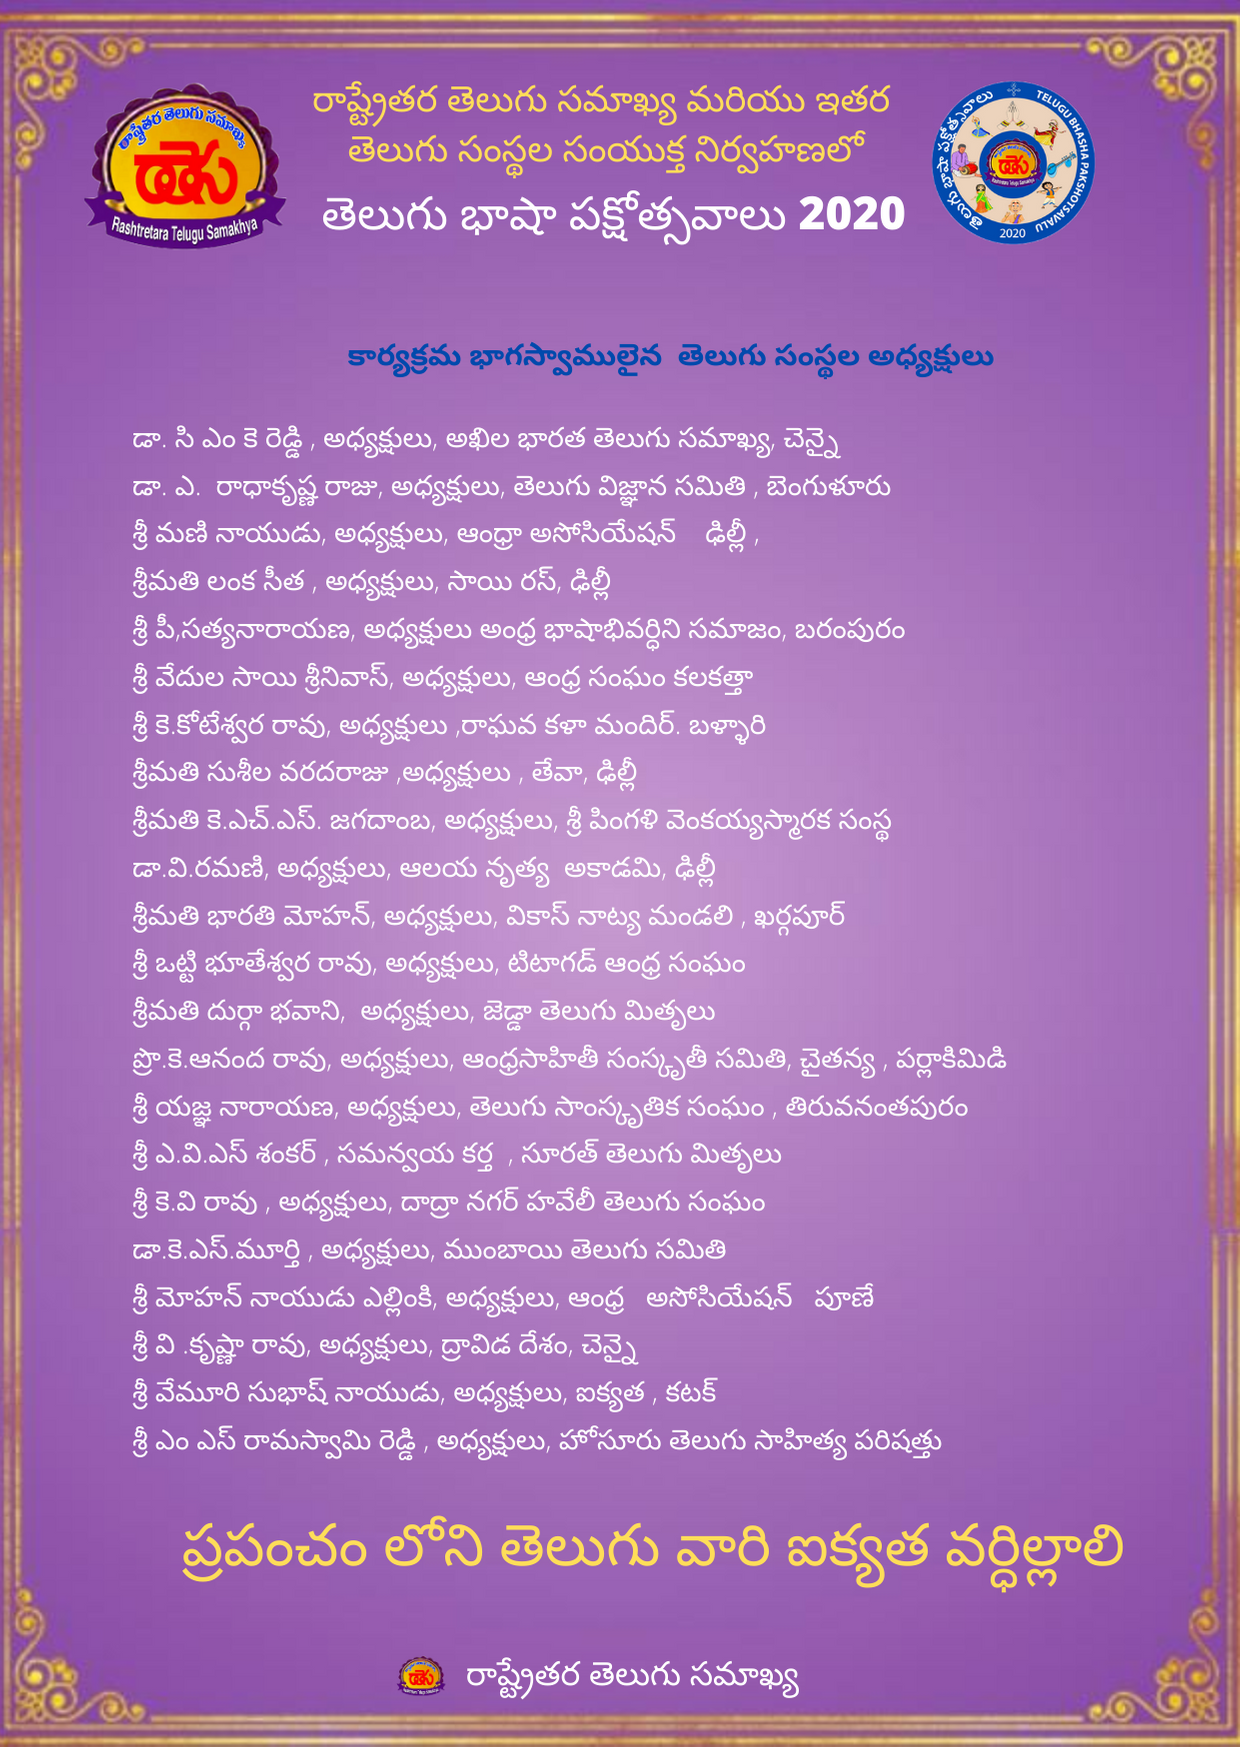 రాష్ట్రేతర తెలుగు సమాఖ్య మరియు ఇతర
తెలుగు సంస్థల సంయుక్త నిర్వహణలో
తెలుగు భాషా పక్షోత్సవాలు 2020
రాష్ట్రేతర తెలుగు సమాఖ్య
Rashtretara Telugu Samakhya
తెలుగు భాషా పక్షోత్సవాలు
TELUGU BHASHA PAKSHOTSAVALU
2020
కార్యక్రమ భాగస్వాములైన తెలుగు సంస్థల అధ్యక్షులు
డా. సి ఎం కె రెడ్డి , అధ్యక్షులు, అఖిల భారత తెలుగు సమాఖ్య, చెన్నై
డా. ఎ. రాధాకృష్ణ రాజు, అధ్యక్షులు, తెలుగు విజ్ఞాన సమితి , బెంగుళూరు
శ్రీ మణి నాయుడు, అధ్యక్షులు, ఆంధ్రా అసోసియేషన్ ఢిల్లీ ,
శ్రీమతి లంక సీత , అధ్యక్షులు, సాయి రస్, ఢిల్లీ
శ్రీ పీ,సత్యనారాయణ, అధ్యక్షులు అంధ్ర భాషాభివర్ధిని సమాజం, బరంపురం
శ్రీ వేదుల సాయి శ్రీనివాస్, అధ్యక్షులు, ఆంధ్ర సంఘం కలకత్తా
శ్రీ కె.కోటేశ్వర రావు, అధ్యక్షులు ,రాఘవ కళా మందిర్. బళ్ళారి
శ్రీమతి సుశీల వరదరాజు ,అధ్యక్షులు , తేవా, ఢిల్లీ
శ్రీమతి కె.ఎచ్.ఎస్. జగదాంబ, అధ్యక్షులు, శ్రీ పింగళి వెంకయ్యస్మారక సంస్థ
డా.వి.రమణి, అధ్యక్షులు, ఆలయ నృత్య అకాడమి, ఢిల్లీ
శ్రీమతి భారతి మోహన్, అధ్యక్షులు, వికాస్ నాట్య మండలి , ఖర్గపూర్
శ్రీ ఒట్టి భూతేశ్వర రావు, అధ్యక్షులు, టిటాగడ్ ఆంధ్ర సంఘం
శ్రీమతి దుర్గా భవాని, అధ్యక్షులు, జెడ్డా తెలుగు మితృలు
ప్రొ.కె.ఆనంద రావు, అధ్యక్షులు, ఆంధ్రసాహితీ సంస్కృతీ సమితి, చైతన్య , పర్లాకిమిడి
శ్రీ యజ్ఞ నారాయణ, అధ్యక్షులు, తెలుగు సాంస్కృతిక సంఘం , తిరువనంతపురం
శ్రీ ఎ.వి.ఎస్ శంకర్ , సమన్వయ కర్త , సూరత్ తెలుగు మితృలు
శ్రీ కె.వి రావు , అధ్యక్షులు, దాద్రా నగర్ హవేలీ తెలుగు సంఘం
డా.కె.ఎస్.మూర్తి , అధ్యక్షులు, ముంబాయి తెలుగు సమితి
శ్రీ మోహన్ నాయుడు ఎల్లింకి, అధ్యక్షులు, ఆంధ్ర అసోసియేషన్ పూణే
శ్రీ వి .కృష్ణా రావు, అధ్యక్షులు, ద్రావిడ దేశం, చెన్నై
శ్రీ వేమూరి సుభాష్ నాయుడు, అధ్యక్షులు, ఐక్యత , కటక్
శ్రీ ఎం ఎస్ రామస్వామి రెడ్డి , అధ్యక్షులు, హోసూరు తెలుగు సాహిత్య పరిషత్తు
ప్రపంచం లోని తెలుగు వారి ఐక్యత వర్ధిల్లాలి
రాష్ట్రేతర తెలుగు సమాఖ్య